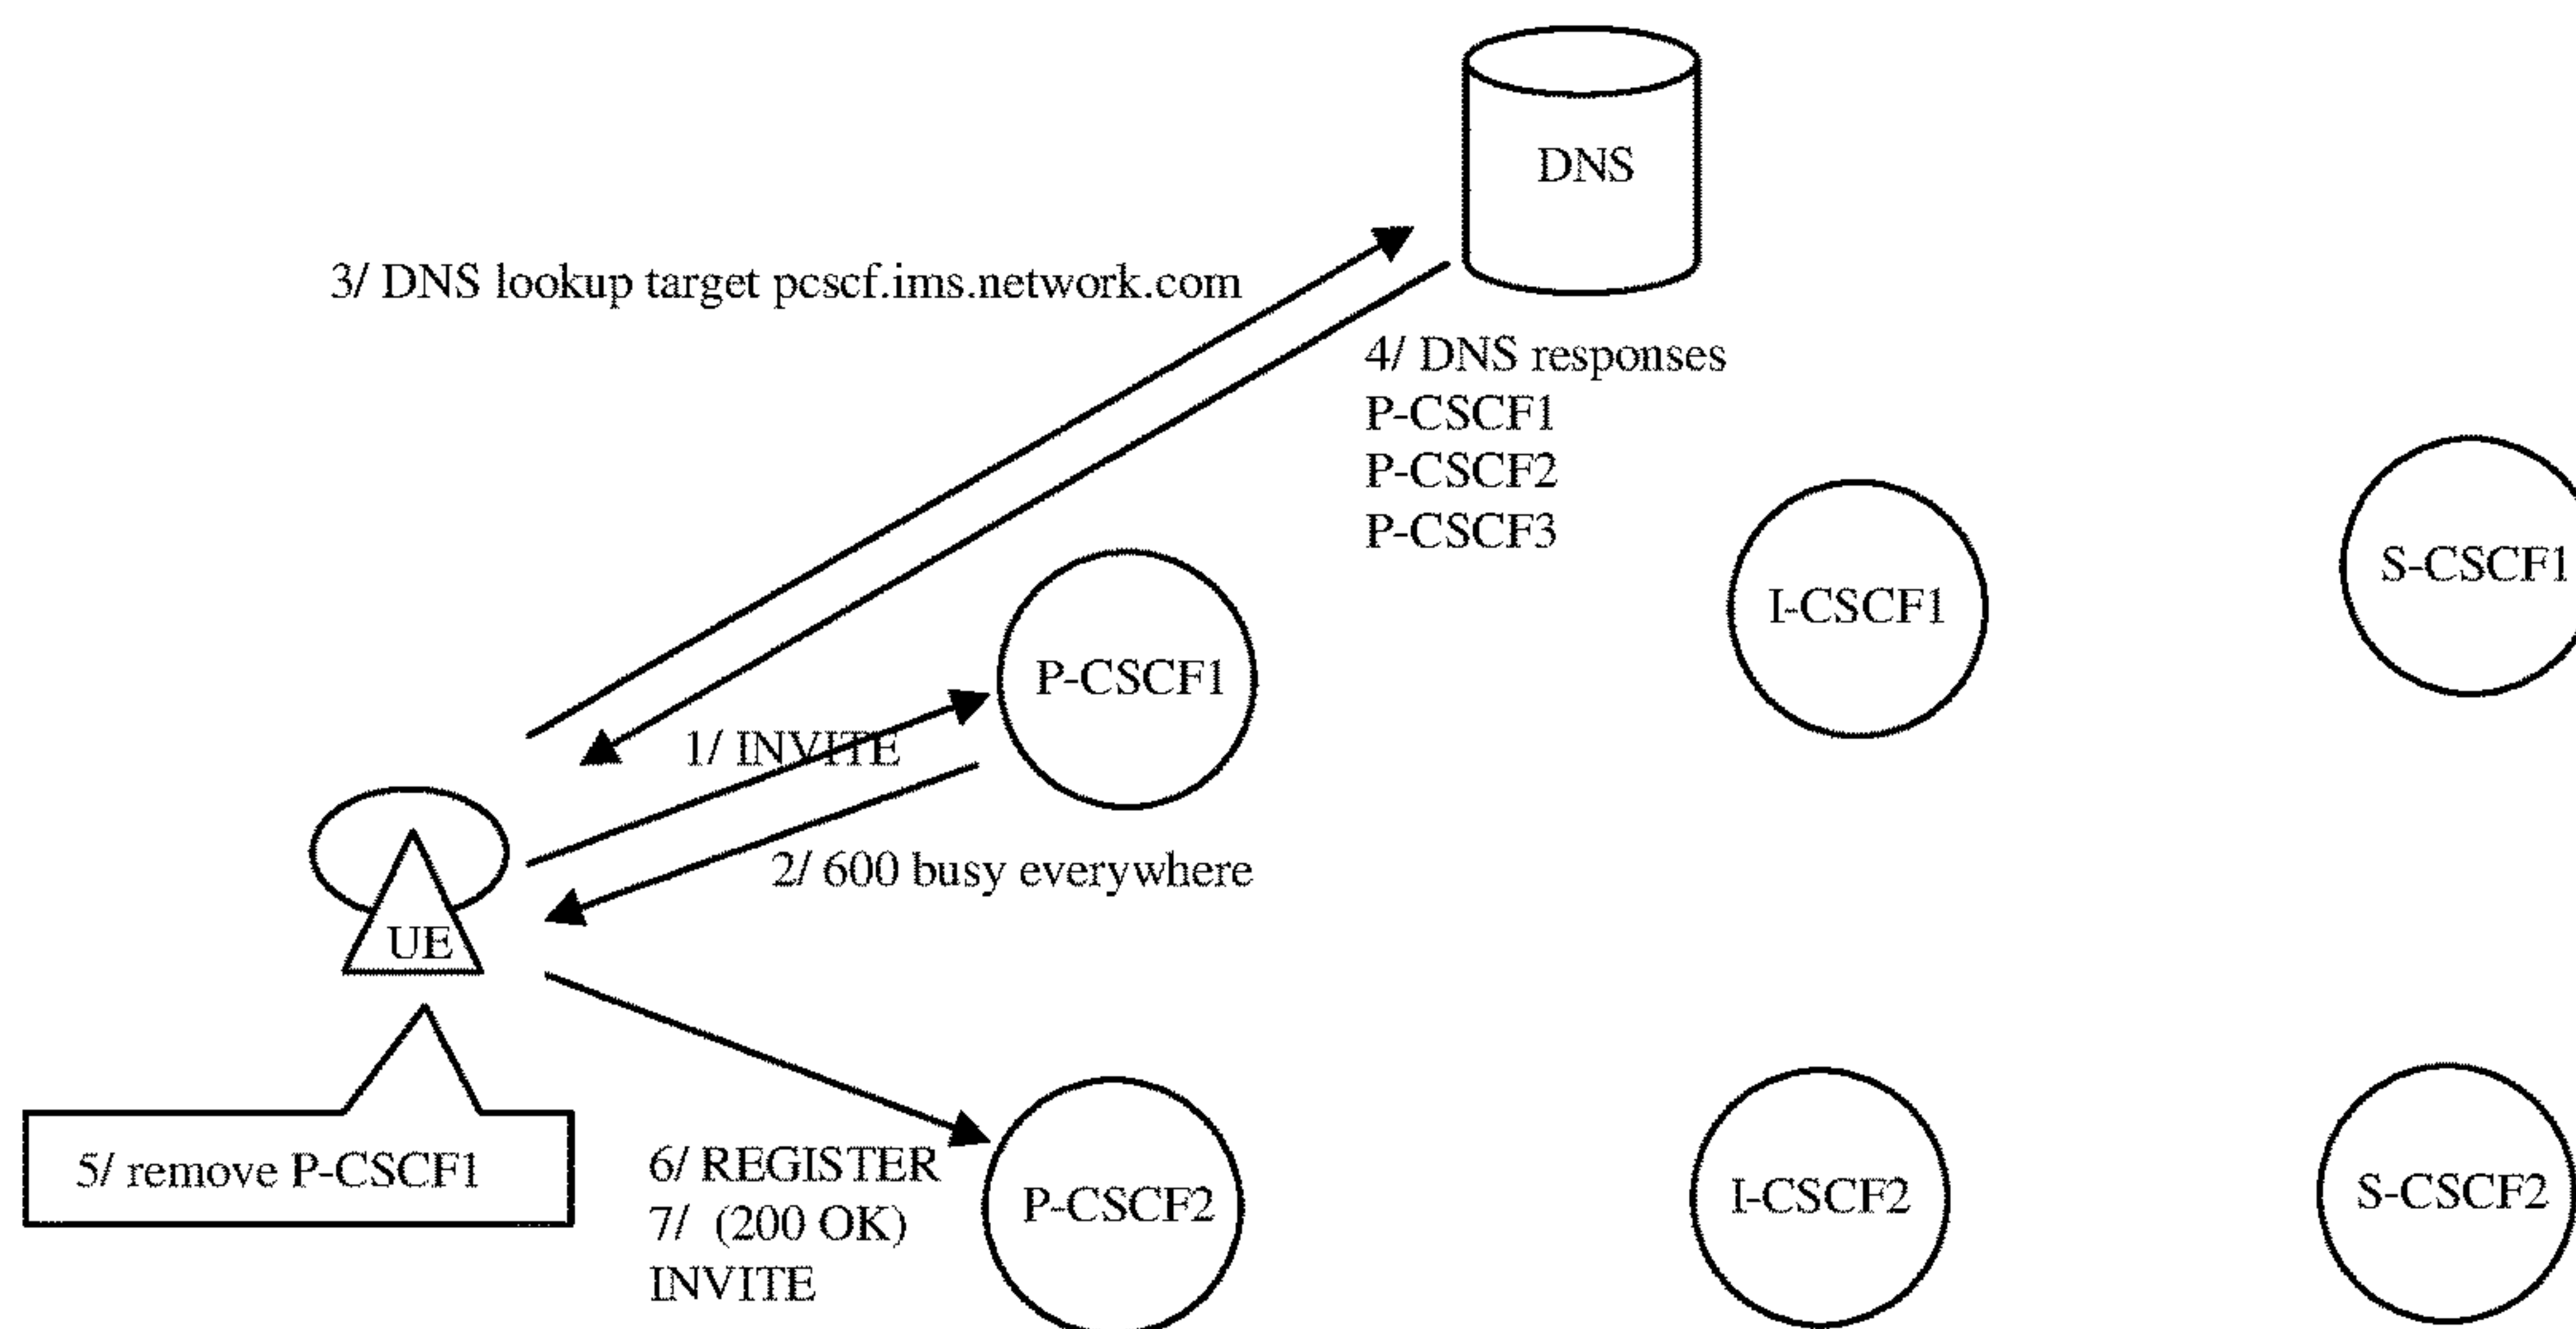 DNS
3/ DNS lookup target pcscf.ims.network.com
4/ DNS responses
P-CSCF1
P-CSCF2
P-CSCF3
S-CSCF1
I-CSCF1
P-CSCF1
1/ INVITE
2/ 600 busy everywhere
UE
5/ remove P-CSCF1
6/ REGISTER
7/ (200 OK)
INVITE
P-CSCF2
I-CSCF2
S-CSCF2